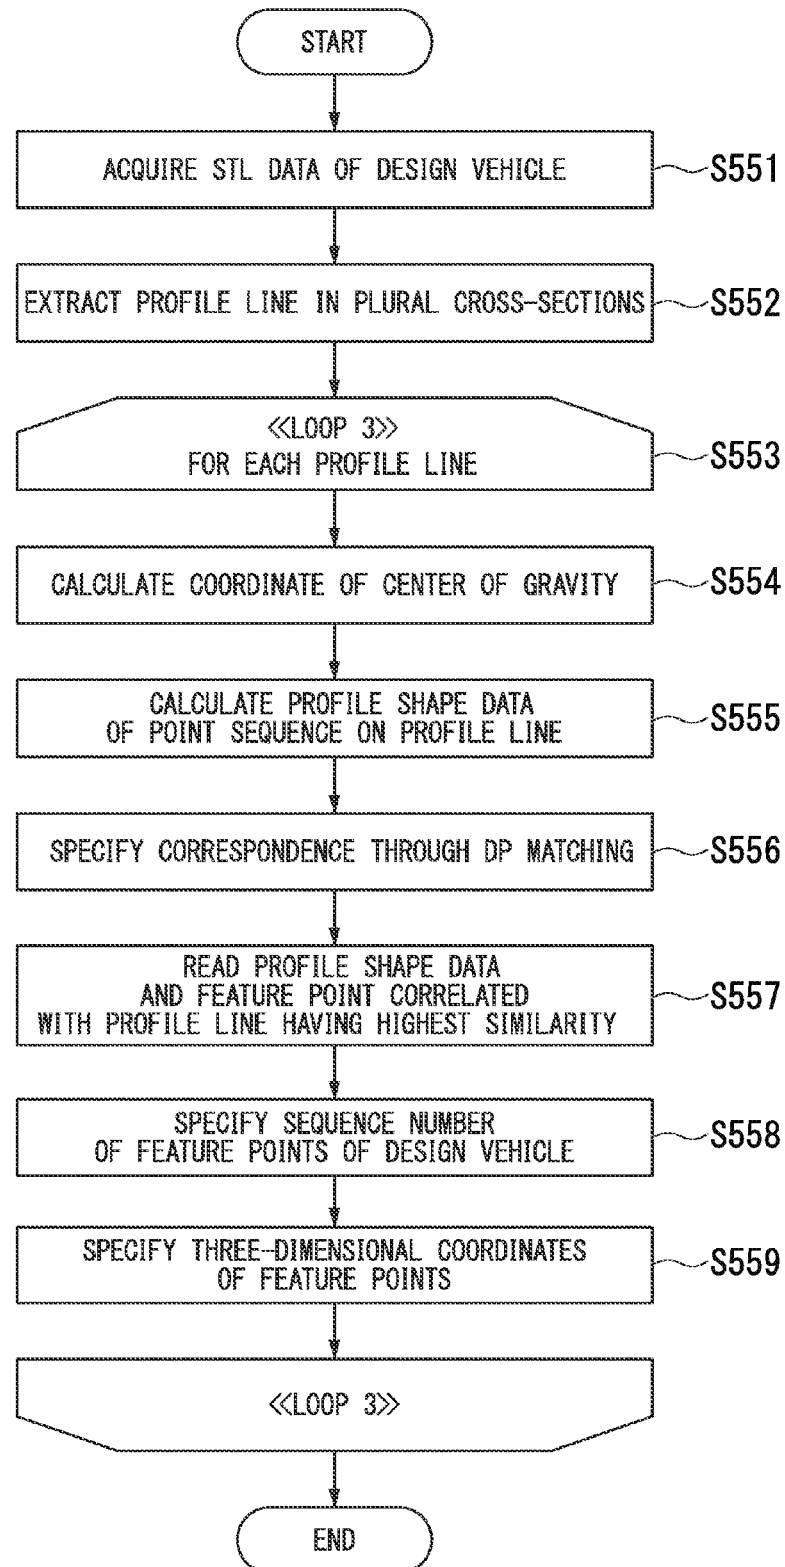 START
ACQUIRE STL DATA OF DESIGN VEHICLE
S551
EXTRACT PROFILE LINE IN PLURAL CROSS-SECTIONS
S552
≪LOOP 3≫
FOR EACH PROFILE LINE
S553
CALCULATE COORDINATE OF CENTER OF GRAVITY
S554
CALCULATE PROFILE SHAPE DATA
OF POINT SEQUENCE ON PROFILE LINE
S555
SPECIFY CORRESPONDENCE THROUGH DP MATCHING
S556
READ PROFILE SHAPE DATA
AND FEATURE POINT CORRELATED
WITH PROFILE LINE HAVING HIGHEST SIMILARITY
S557
SPECIFY SEQUENCE NUMBER
OF FEATURE POINTS OF DESIGN VEHICLE
S558
SPECIFY THREE-DIMENSIONAL COORDINATES
OF FEATURE POINTS
S559
≪LOOP 3≫
END